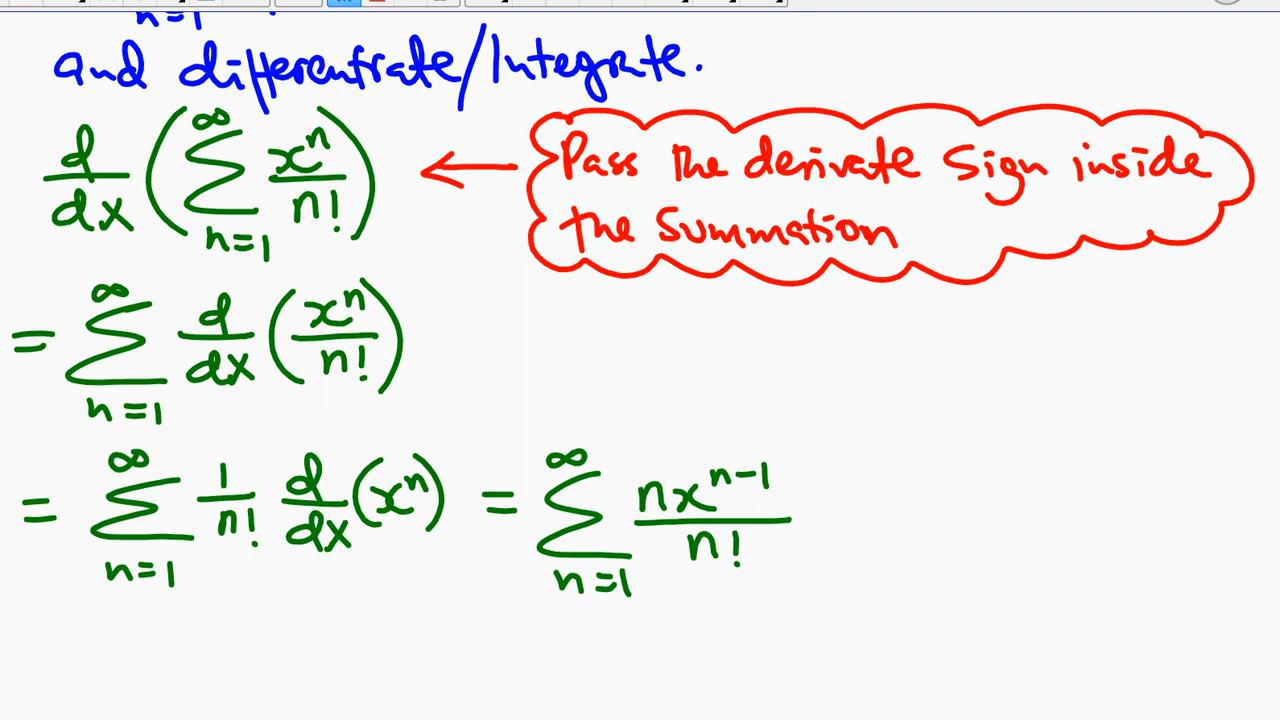 n=1
and differentiate/Integrate.
d/dx (∑_{n=1}^{∞} x^n/n!) ← Pass the derivate Sign inside
the Summation
= ∑_{n=1}^{∞} d/dx (x^n/n!)
= ∑_{n=1}^{∞} 1/n! d/dx (x^n) = ∑_{n=1}^{∞} nx^{n-1}/n!